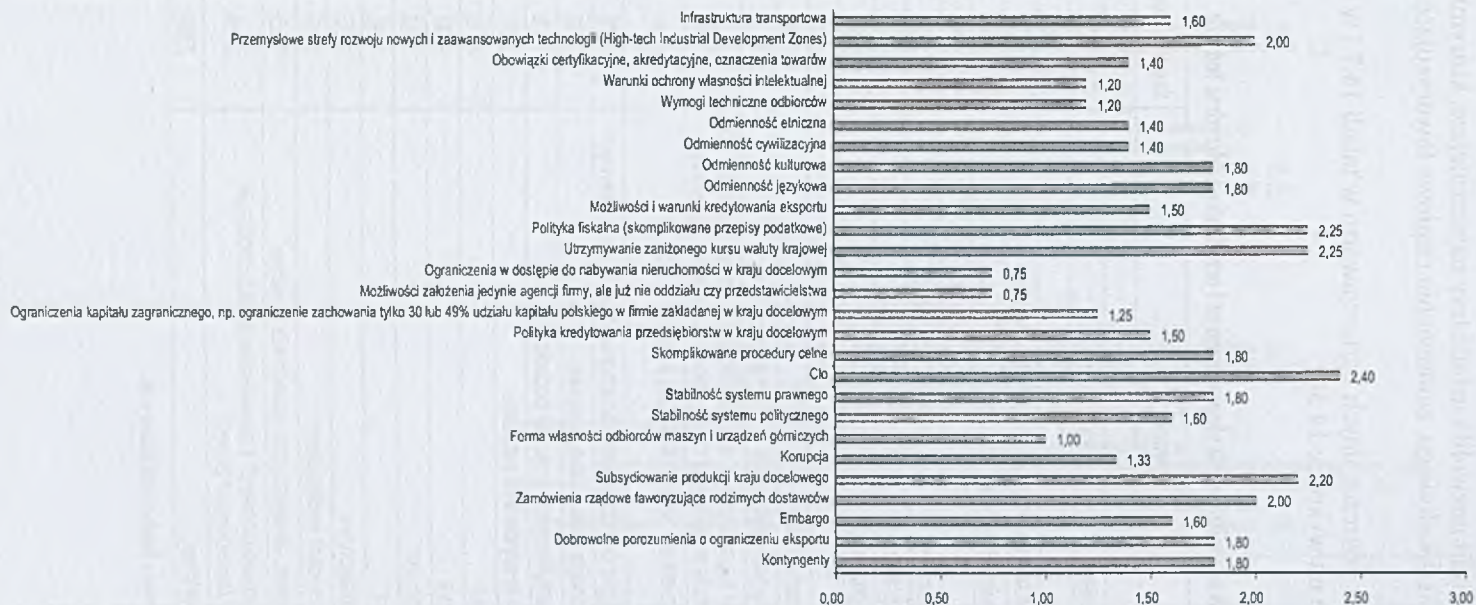 Infrastruktura transportowa 1,60
Przemysłowe strefy rozwoju nowych i zaawansowanych technologii (High-tech Industrial Development Zones) 2,00
Obowiązki certyfikacyjne, akredytacyjne, oznaczenia towarów 1,40
Warunki ochrony własności intelektualnej 1,20
Wymogi techniczne odbiorców 1,20
Odmienność etniczna 1,40
Odmienność cywilizacyjna 1,40
Odmienność kulturowa 1,80
Odmienność językowa 1,80
Możliwości i warunki kredytowania eksportu 1,50
Polityka fiskalna (skomplikowane przepisy podatkowe) 2,25
Utrzymywanie zaniżonego kursu waluty krajowej 2,25
Ograniczenia w dostępie do nabywania nieruchomości w kraju docelowym 0,75
Możliwości założenia jedynie agencji firmy, ale już nie oddziału czy przedstawicielstwa 0,75
Ograniczenia kapitału zagranicznego, np. ograniczenie zachowania tylko 30 lub 49% udziału kapitału polskiego w firmie zakładanej w kraju docelowym 1,25
Polityka kredytowania przedsiębiorstw w kraju docelowym 1,50
Skomplikowane procedury celne 1,80
Cło 2,40
Stabilność systemu prawnego 1,80
Stabilność systemu politycznego 1,60
Forma własności odbiorców maszyn i urządzeń górniczych 1,00
Korupcja 1,33
Subsydiowanie produkcji kraju docelowego 2,20
Zamówienia rządowe faworyzujące rodzimych dostawców 2,00
Embargo 1,60
Dobrowolne porozumienia o ograniczeniu eksportu 1,80
Kontyngenty 1,80
0,00 0,50 1,00 1,50 2,00 2,50 3,00